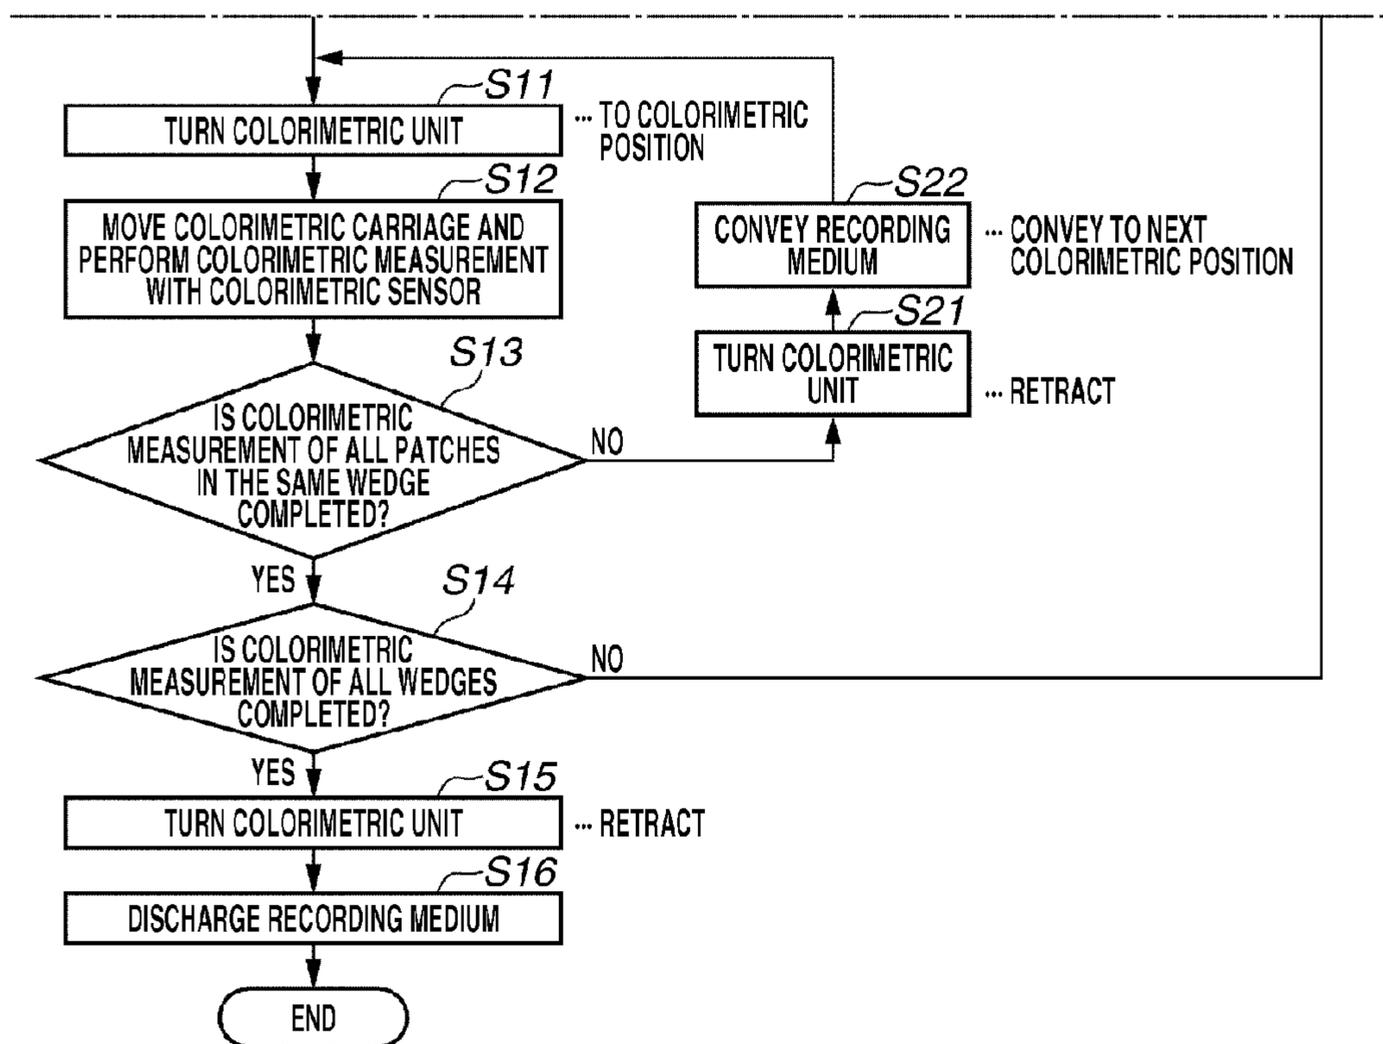 S11
TURN COLORIMETRIC UNIT
... TO COLORIMETRIC
POSITION
S12
MOVE COLORIMETRIC CARRIAGE AND
PERFORM COLORIMETRIC MEASUREMENT
WITH COLORIMETRIC SENSOR
S22
CONVEY RECORDING
MEDIUM
... CONVEY TO NEXT
COLORIMETRIC POSITION
S21
TURN COLORIMETRIC
UNIT
... RETRACT
S13
IS COLORIMETRIC
MEASUREMENT OF ALL PATCHES
IN THE SAME WEDGE
COMPLETED?
NO
YES
S14
IS COLORIMETRIC
MEASUREMENT OF ALL WEDGES
COMPLETED?
NO
YES
S15
TURN COLORIMETRIC UNIT
... RETRACT
S16
DISCHARGE RECORDING MEDIUM
END